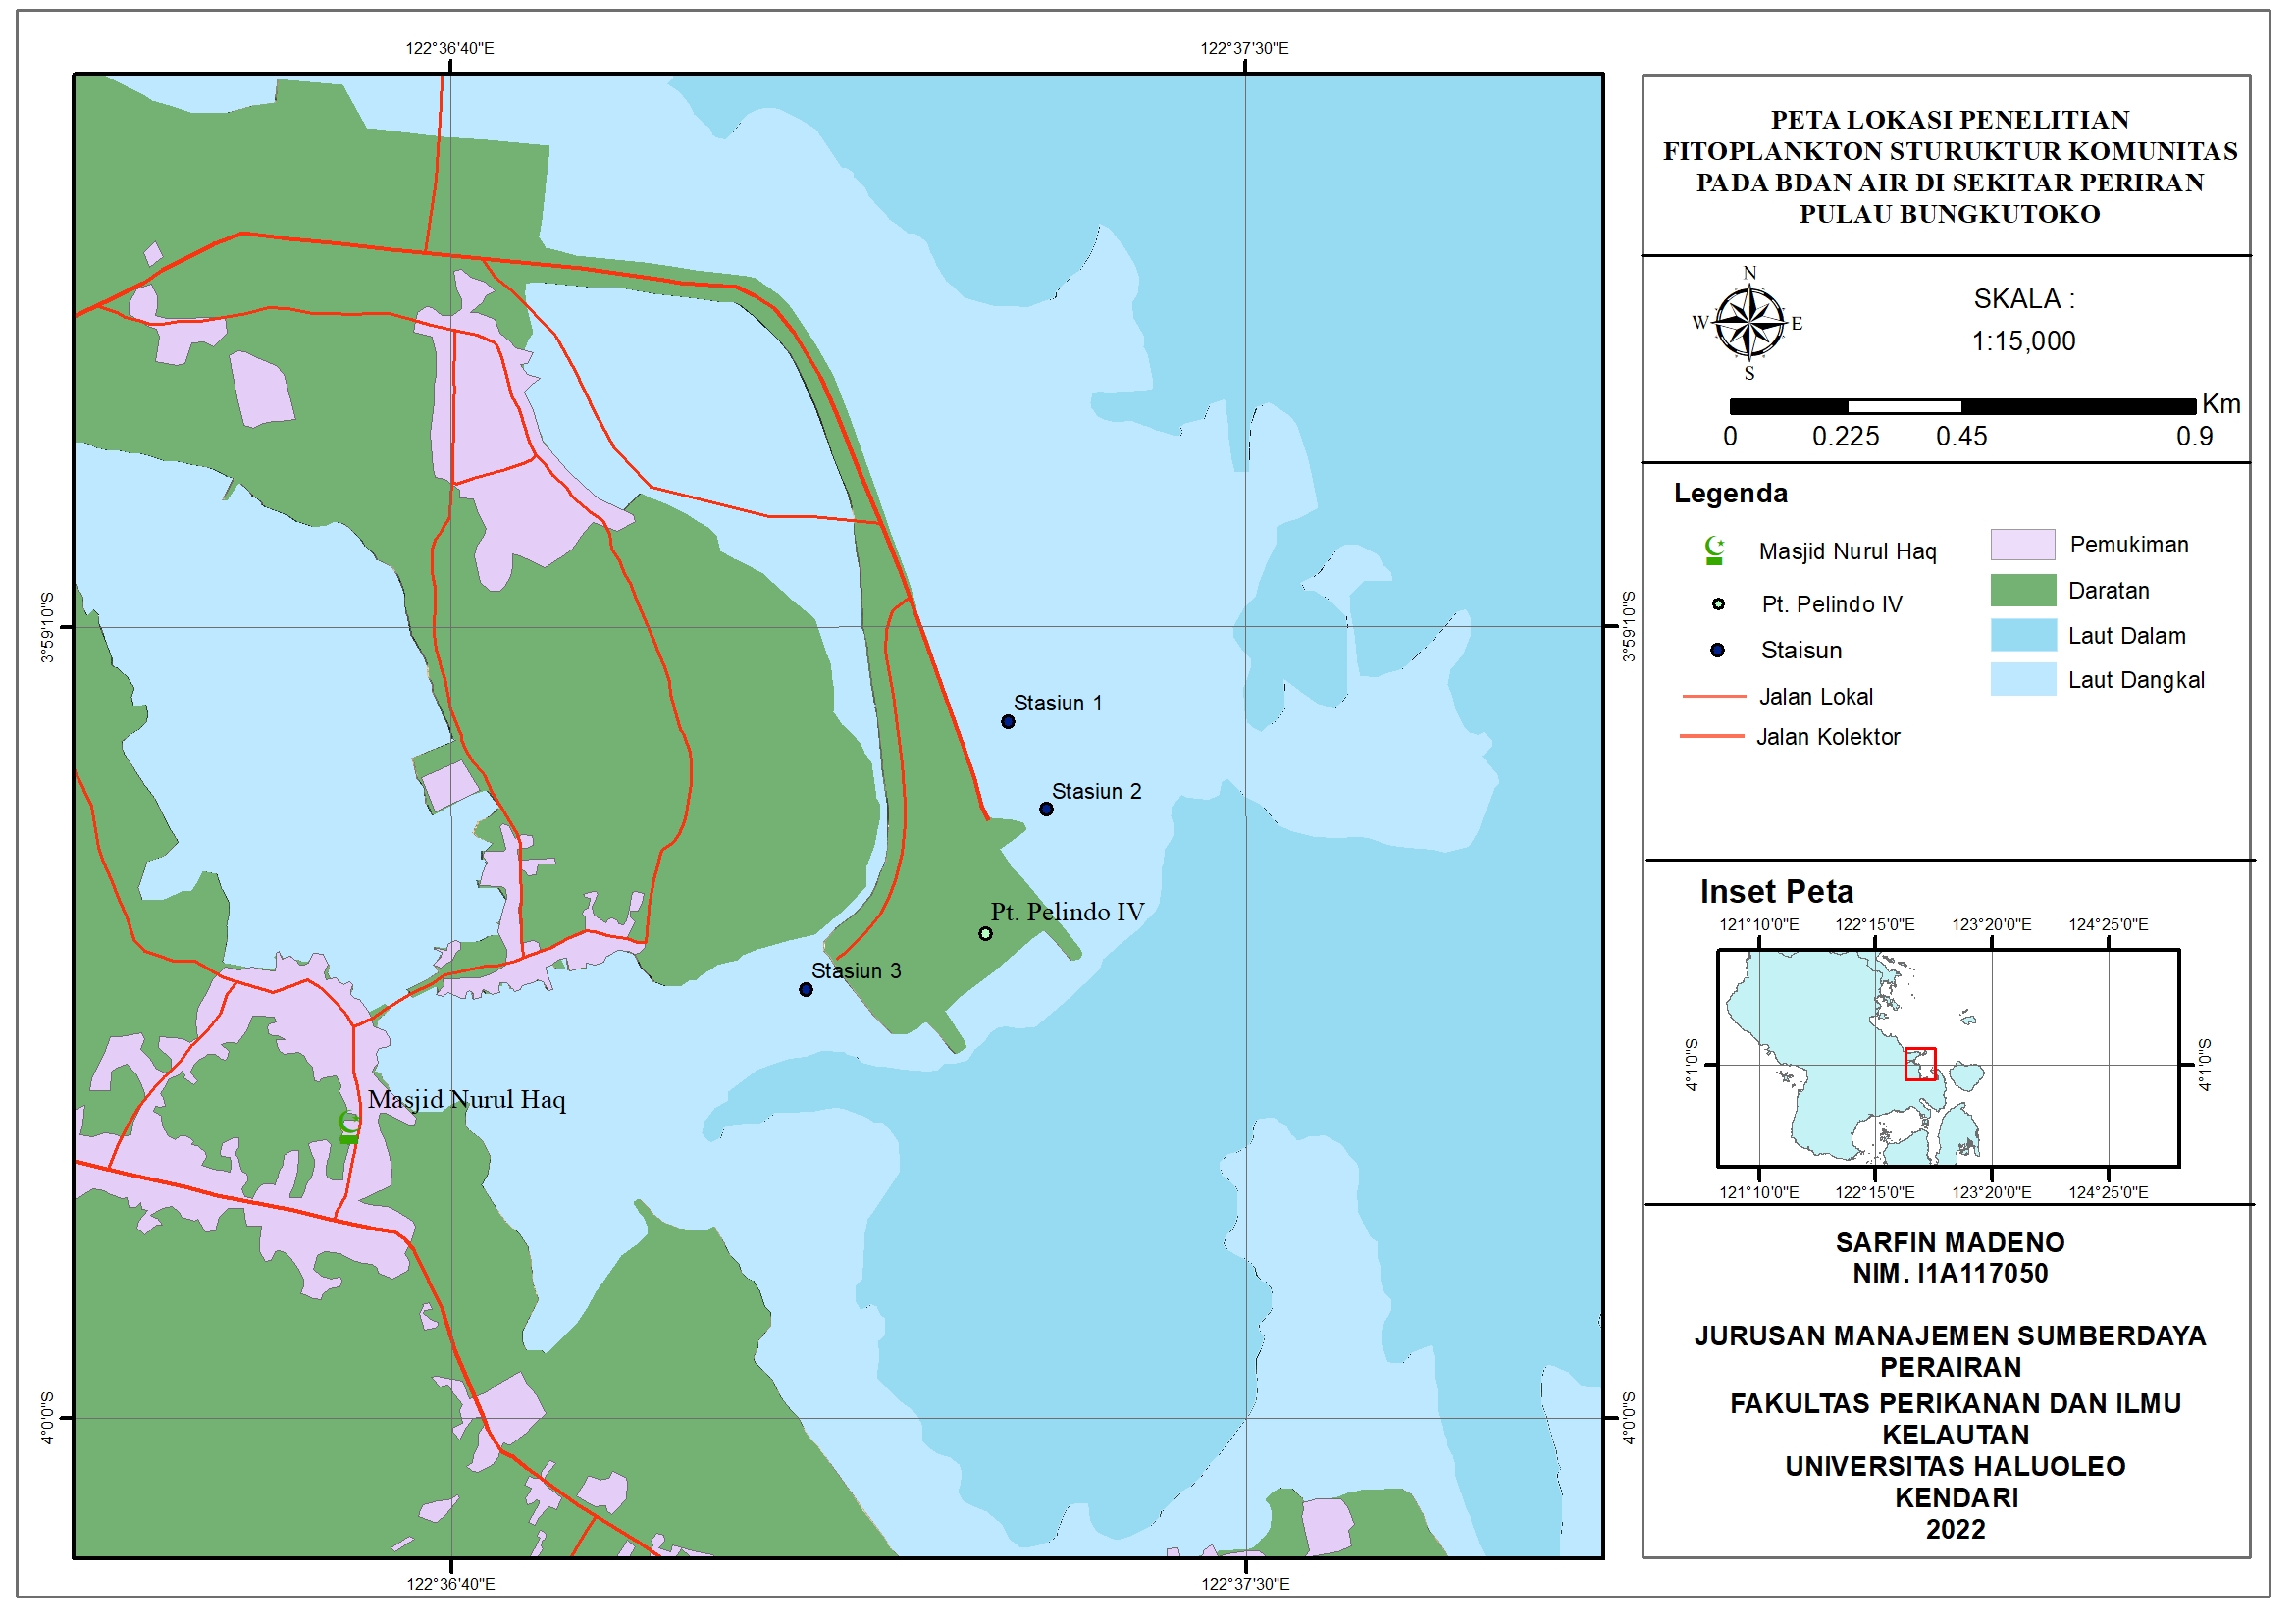 122°36'40"E
122°37'30"E
3°59'10"S
3°59'10"S
4°0'0"S
4°0'0"S
122°36'40"E
122°37'30"E
Stasiun 1
Stasiun 2
Pt. Pelindo IV
Stasiun 3
Masjid Nurul Haq
PETA LOKASI PENELITIAN
FITOPLANKTON STURUKTUR KOMUNITAS
PADA BDAN AIR DI SEKITAR PERIRAN
PULAU BUNGKUTOKO
N
W
E
S
SKALA :
1:15,000
Km
0 0.225 0.45 0.9
Legenda
Masjid Nurul Haq
Pt. Pelindo IV
Staisun
Jalan Lokal
Jalan Kolektor
Pemukiman
Daratan
Laut Dalam
Laut Dangkal
Inset Peta
121°10'0"E 122°15'0"E 123°20'0"E 124°25'0"E
4°1'0"S
4°1'0"S
121°10'0"E 122°15'0"E 123°20'0"E 124°25'0"E
SARFIN MADENO
NIM. I1A117050
JURUSAN MANAJEMEN SUMBERDAYA
PERAIRAN
FAKULTAS PERIKANAN DAN ILMU
KELAUTAN
UNIVERSITAS HALUOLEO
KENDARI
2022